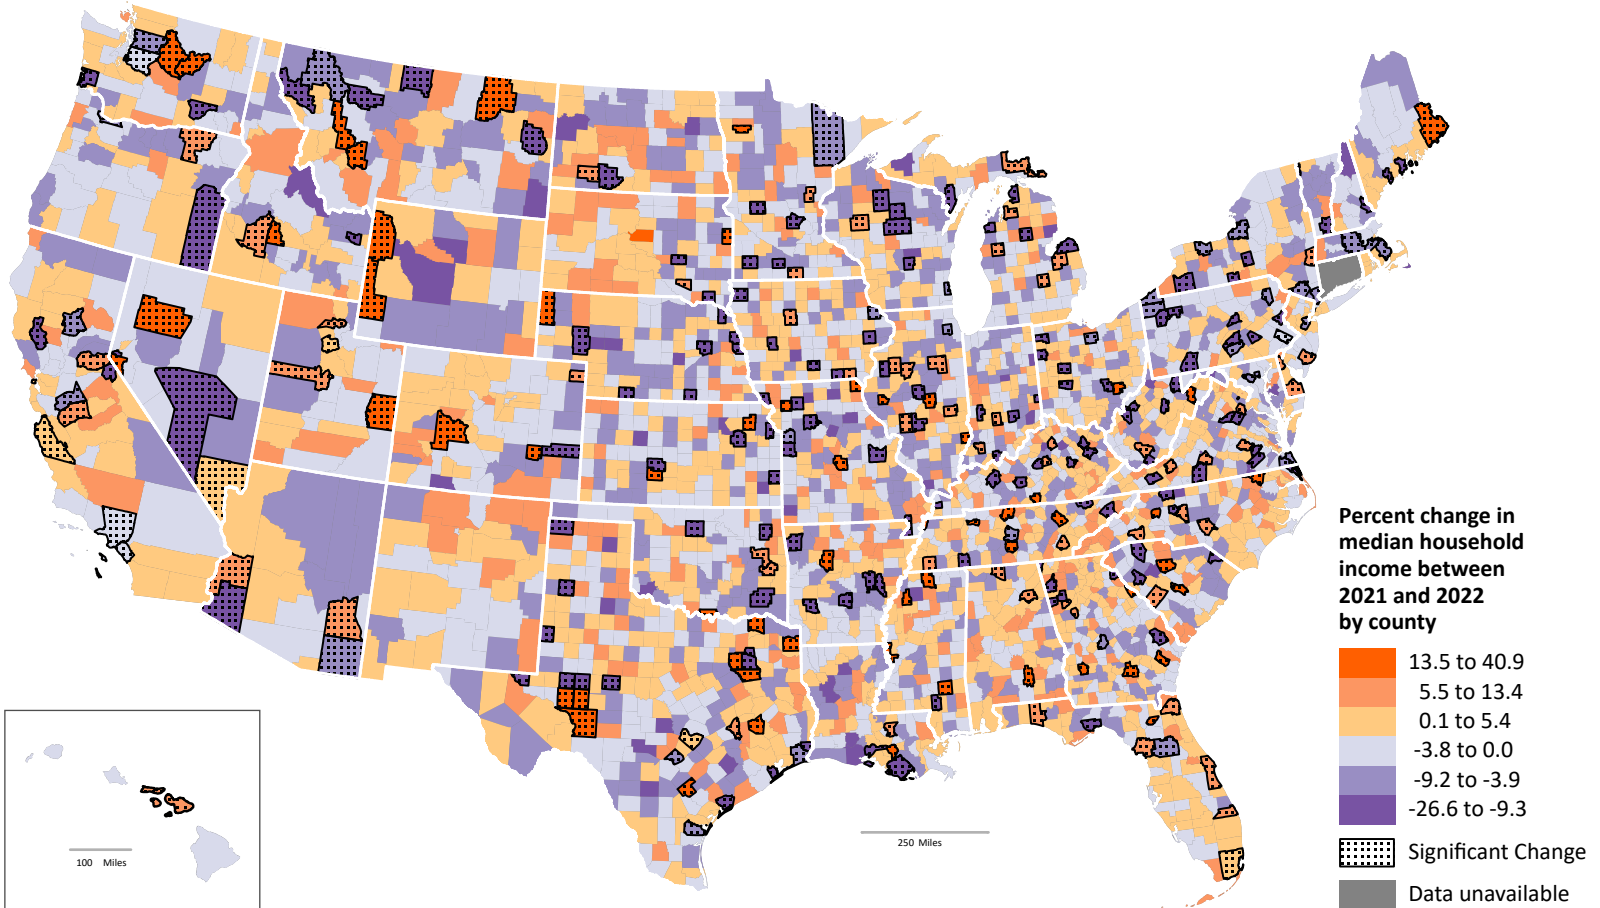 Percent change in
median household
income between
2021 and 2022
by county
13.5 to 40.9
5.5 to 13.4
0.1 to 5.4
-3.8 to 0.0
-9.2 to -3.9
-26.6 to -9.3
Significant Change
Data unavailable
250 Miles
100 Miles